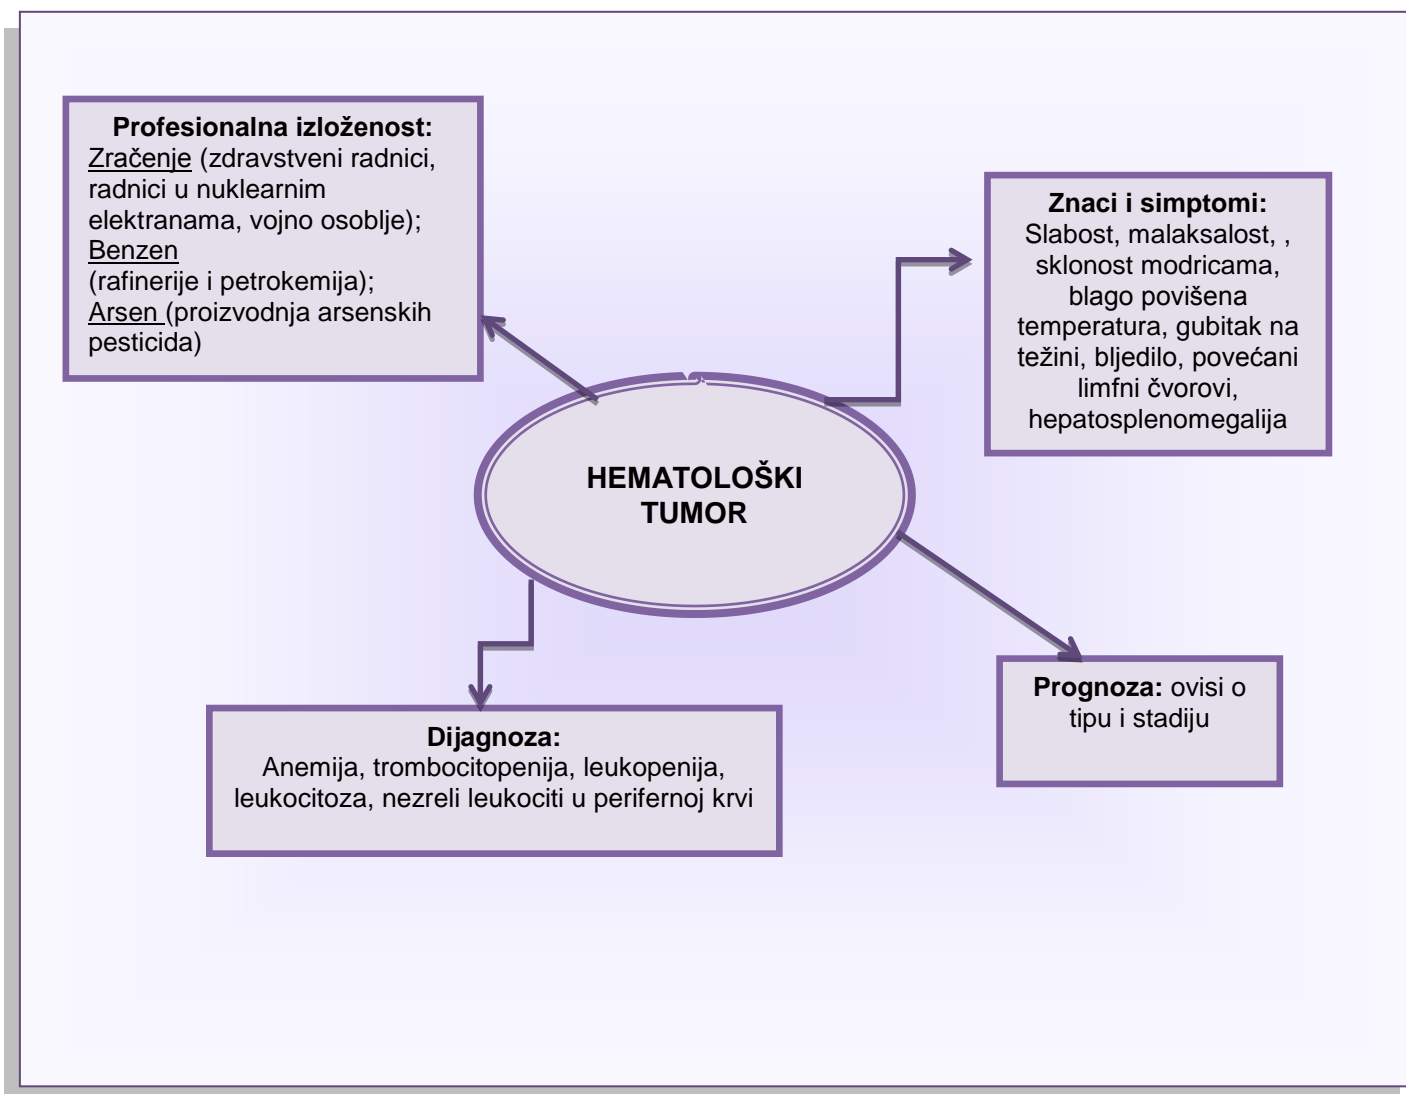 Profesionalna izloženost:
Zračenje (zdravstveni radnici,
radnici u nuklearnim
elektranama, vojno osoblje);
Benzen
(rafinerije i petrokemija);
Arsen (proizvodnja arsenskih
pesticida)
Znaci i simptomi:
Slabost, malaksalost, ,
sklonost modricama,
blago povišena
temperatura, gubitak na
težini, bljedilo, povećani
limfni čvorovi,
hepatosplenomegalija
HEMATOLOŠKI
TUMOR
Prognoza: ovisi o
tipu i stadiju
Dijagnoza:
Anemija, trombocitopenija, leukopenija,
leukocitoza, nezreli leukociti u perifernoj krvi